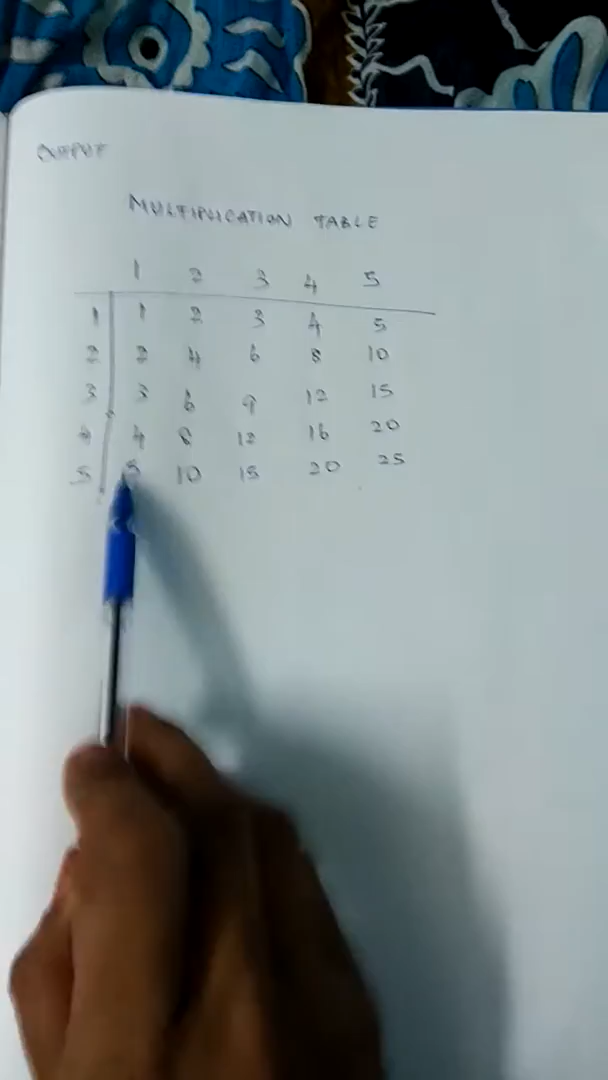 OUTPUT
MULTIPLICATION TABLE
1 2 3 4 5
1 1 2 3 4 5
2 2 4 6 8 10
3 3 6 9 12 15
4 4 8 12 16 20
5 5 10 15 20 25